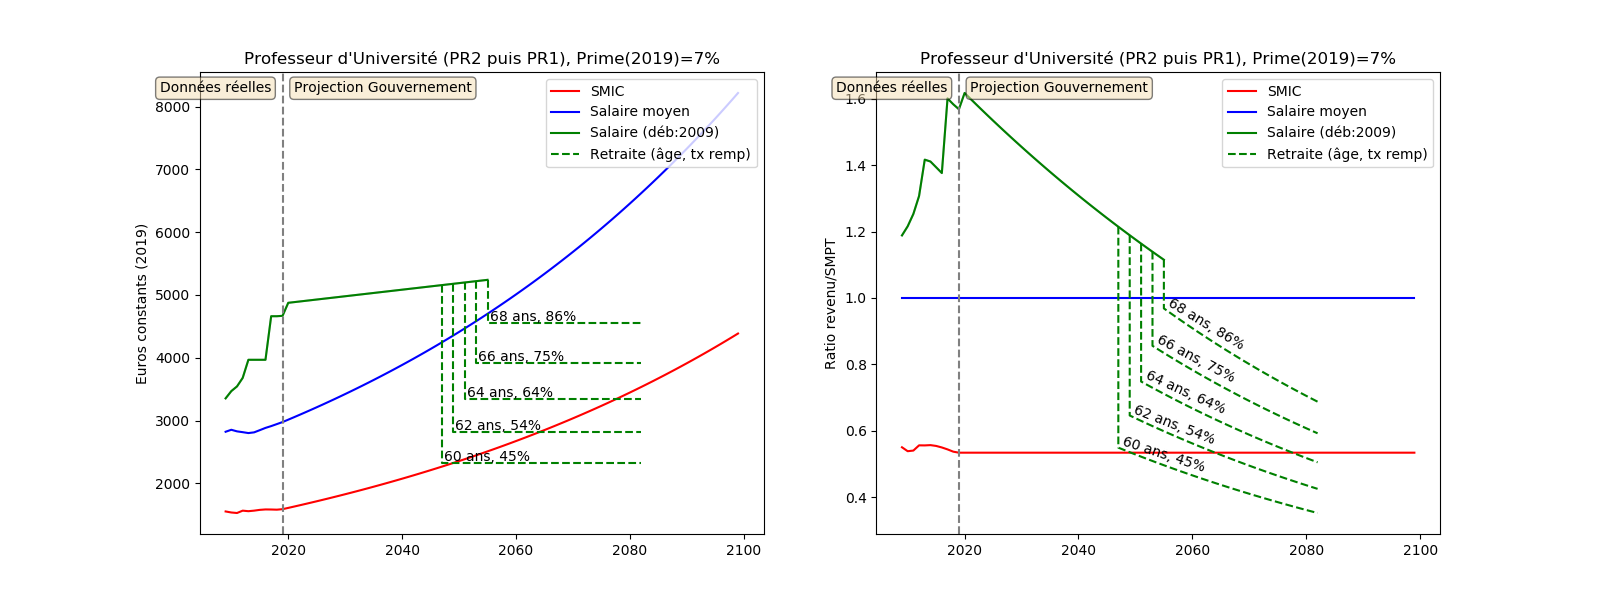 Professeur d'Université (PR2 puis PR1), Prime(2019)=7%
Données réelles
Projection Gouvernement
SMIC
Salaire moyen
Salaire (déb:2009)
Retraite (âge, tx remp)
Euros constants (2019)
8000
7000
6000
5000
4000
3000
2000
68 ans, 86%
66 ans, 75%
64 ans, 64%
62 ans, 54%
60 ans, 45%
2020
2040
2060
2080
2100
Professeur d'Université (PR2 puis PR1), Prime(2019)=7%
Données réelles
Projection Gouvernement
SMIC
Salaire moyen
Salaire (déb:2009)
Retraite (âge, tx remp)
Ratio revenu/SMPT
1.6
1.4
1.2
1.0
0.8
0.6
0.4
68 ans, 86%
66 ans, 75%
64 ans, 64%
62 ans, 54%
60 ans, 45%
2020
2040
2060
2080
2100